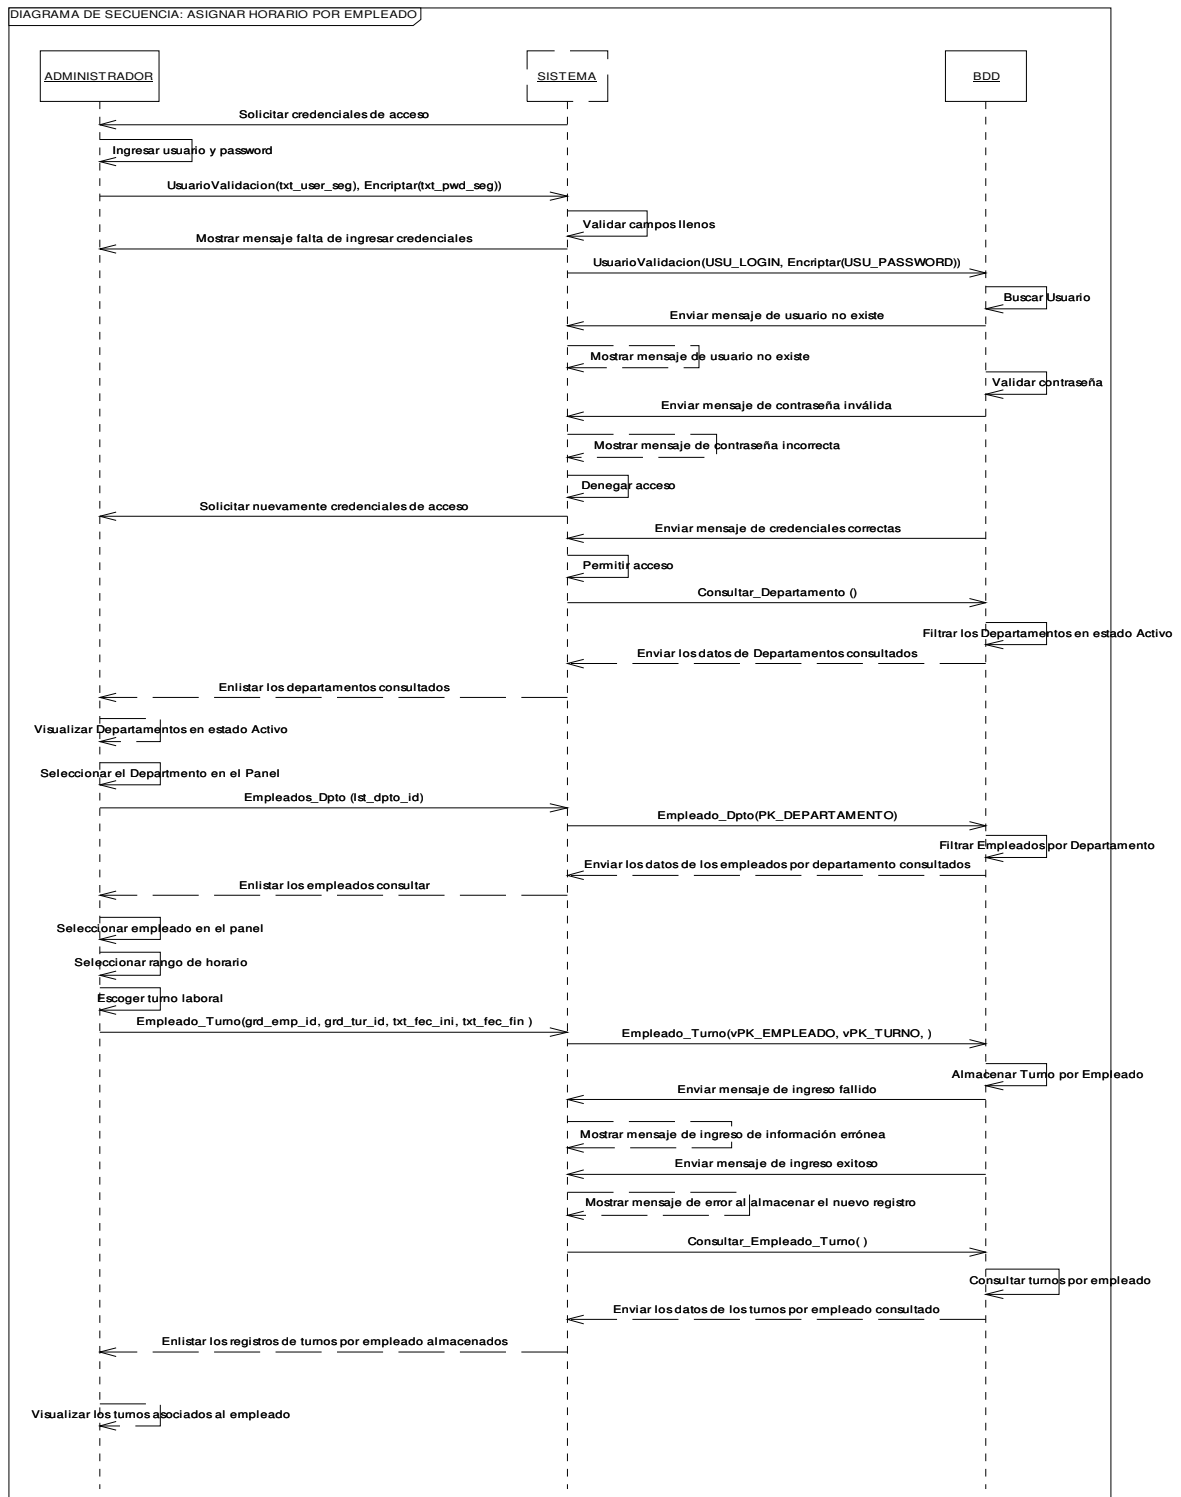 DIAGRAMA DE SECUENCIA: ASIGNAR HORARIO POR EMPLEADO
ADMINISTRADOR
SISTEMA
BDD
Solicitar credenciales de acceso
Ingresar usuario y password
UsuarioValidacion(txt_user_seg), Encriptar(txt_pwd_seg))
Validar campos llenos
Mostrar mensaje falta de ingresar credenciales
UsuarioValidacion(USU_LOGIN, Encriptar(USU_PASSWORD))
Buscar Usuario
Enviar mensaje de usuario no existe
Mostrar mensaje de usuario no existe
Validar contraseña
Enviar mensaje de contraseña inválida
Mostrar mensaje de contraseña incorrecta
Denegar acceso
Solicitar nuevamente credenciales de acceso
Enviar mensaje de credenciales correctas
Permitir acceso
Consultar_Departamento ()
Filtrar los Departamentos en estado Activo
Enviar los datos de Departamentos consultados
Enlistar los departamentos consultados
Visualizar Departamentos en estado Activo
Seleccionar el Departmento en el Panel
Empleados_Dpto (lst_dpto_id)
Empleado_Dpto(PK_DEPARTAMENTO)
Filtrar Empleados por Departamento
Enviar los datos de los empleados por departamento consultados
Enlistar los empleados consultar
Seleccionar empleado en el panel
Seleccionar rango de horario
Escoger turno laboral
Empleado_Turno(grd_emp_id, grd_tur_id, txt_fec_ini, txt_fec_fin )
Empleado_Turno(vPK_EMPLEADO, vPK_TURNO, )
Almacenar Turno por Empleado
Enviar mensaje de ingreso fallido
Mostrar mensaje de ingreso de información errónea
Enviar mensaje de ingreso exitoso
Mostrar mensaje de error al almacenar el nuevo registro
Consultar_Empleado_Turno( )
Consultar turnos por empleado
Enviar los datos de los turnos por empleado consultado
Enlistar los registros de turnos por empleado almacenados
Visualizar los turnos asociados al empleado